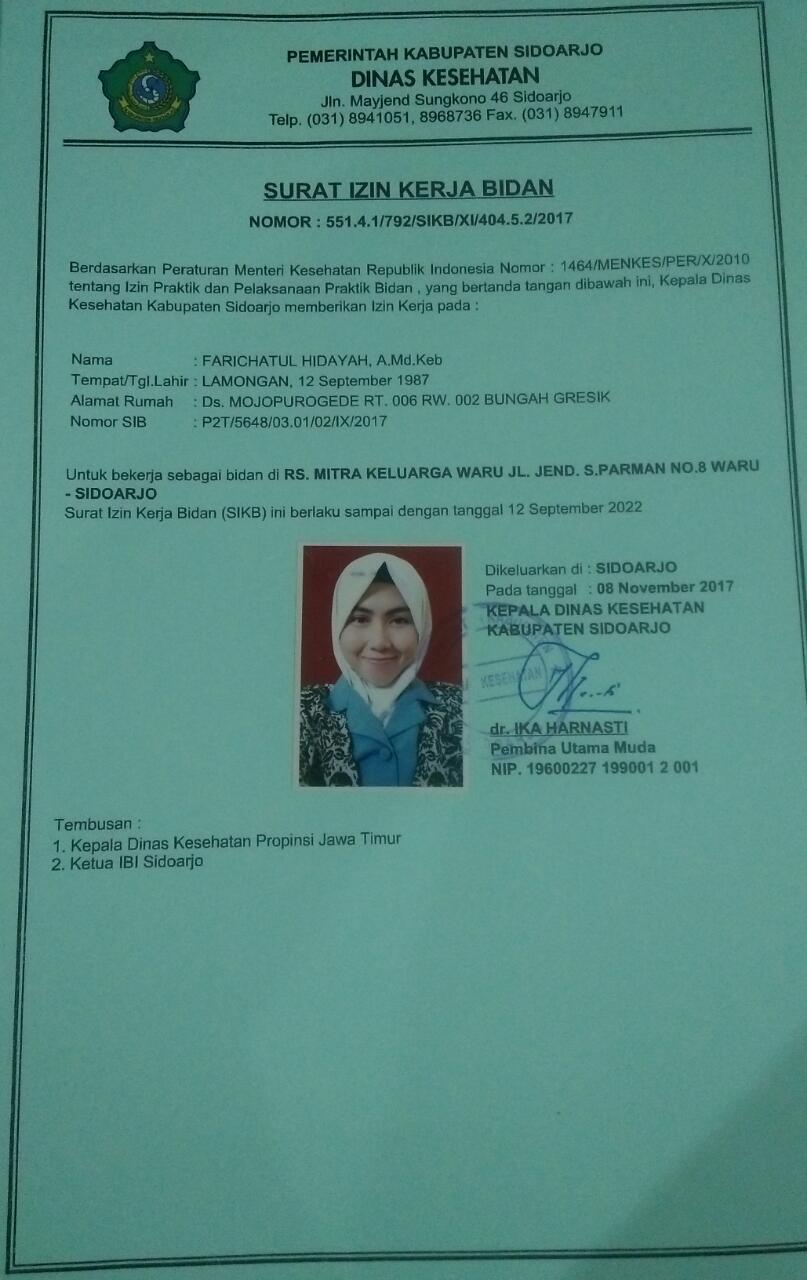 PEMERINTAH KABUPATEN SIDOARJO
DINAS KESEHATAN
Jln. Mayjend Sungkono 46 Sidoarjo
Telp. (031) 8941051, 8968736 Fax. (031) 8947911
SURAT IZIN KERJA BIDAN
NOMOR : 551.4.1/792/SIKB/XI/404.5.2/2017
Berdasarkan Peraturan Menteri Kesehatan Republik Indonesia Nomor : 1464/MENKES/PER/X/2010
tentang Izin Praktik dan Pelaksanaan Praktik Bidan , yang bertanda tangan dibawah ini, Kepala Dinas
Kesehatan Kabupaten Sidoarjo memberikan Izin Kerja pada :
Nama : FARICHATUL HIDAYAH, A.Md.Keb
Tempat/Tgl.Lahir : LAMONGAN, 12 September 1987
Alamat Rumah : Ds. MOJOPUROGEDE RT. 006 RW. 002 BUNGAH GRESIK
Nomor SIB : P2T/5648/03.01/02/IX/2017
Untuk bekerja sebagai bidan di RS. MITRA KELUARGA WARU JL. JEND. S.PARMAN NO.8 WARU
- SIDOARJO
Surat Izin Kerja Bidan (SIKB) ini berlaku sampai dengan tanggal 12 September 2022
Dikeluarkan di : SIDOARJO
Pada tanggal : 08 November 2017
KEPALA DINAS KESEHATAN
KABUPATEN SIDOARJO
KESEHATAN
dr. IKA HARNASTI
Pembina Utama Muda
NIP. 19600227 199001 2 001
Tembusan :
1. Kepala Dinas Kesehatan Propinsi Jawa Timur
2. Ketua IBI Sidoarjo